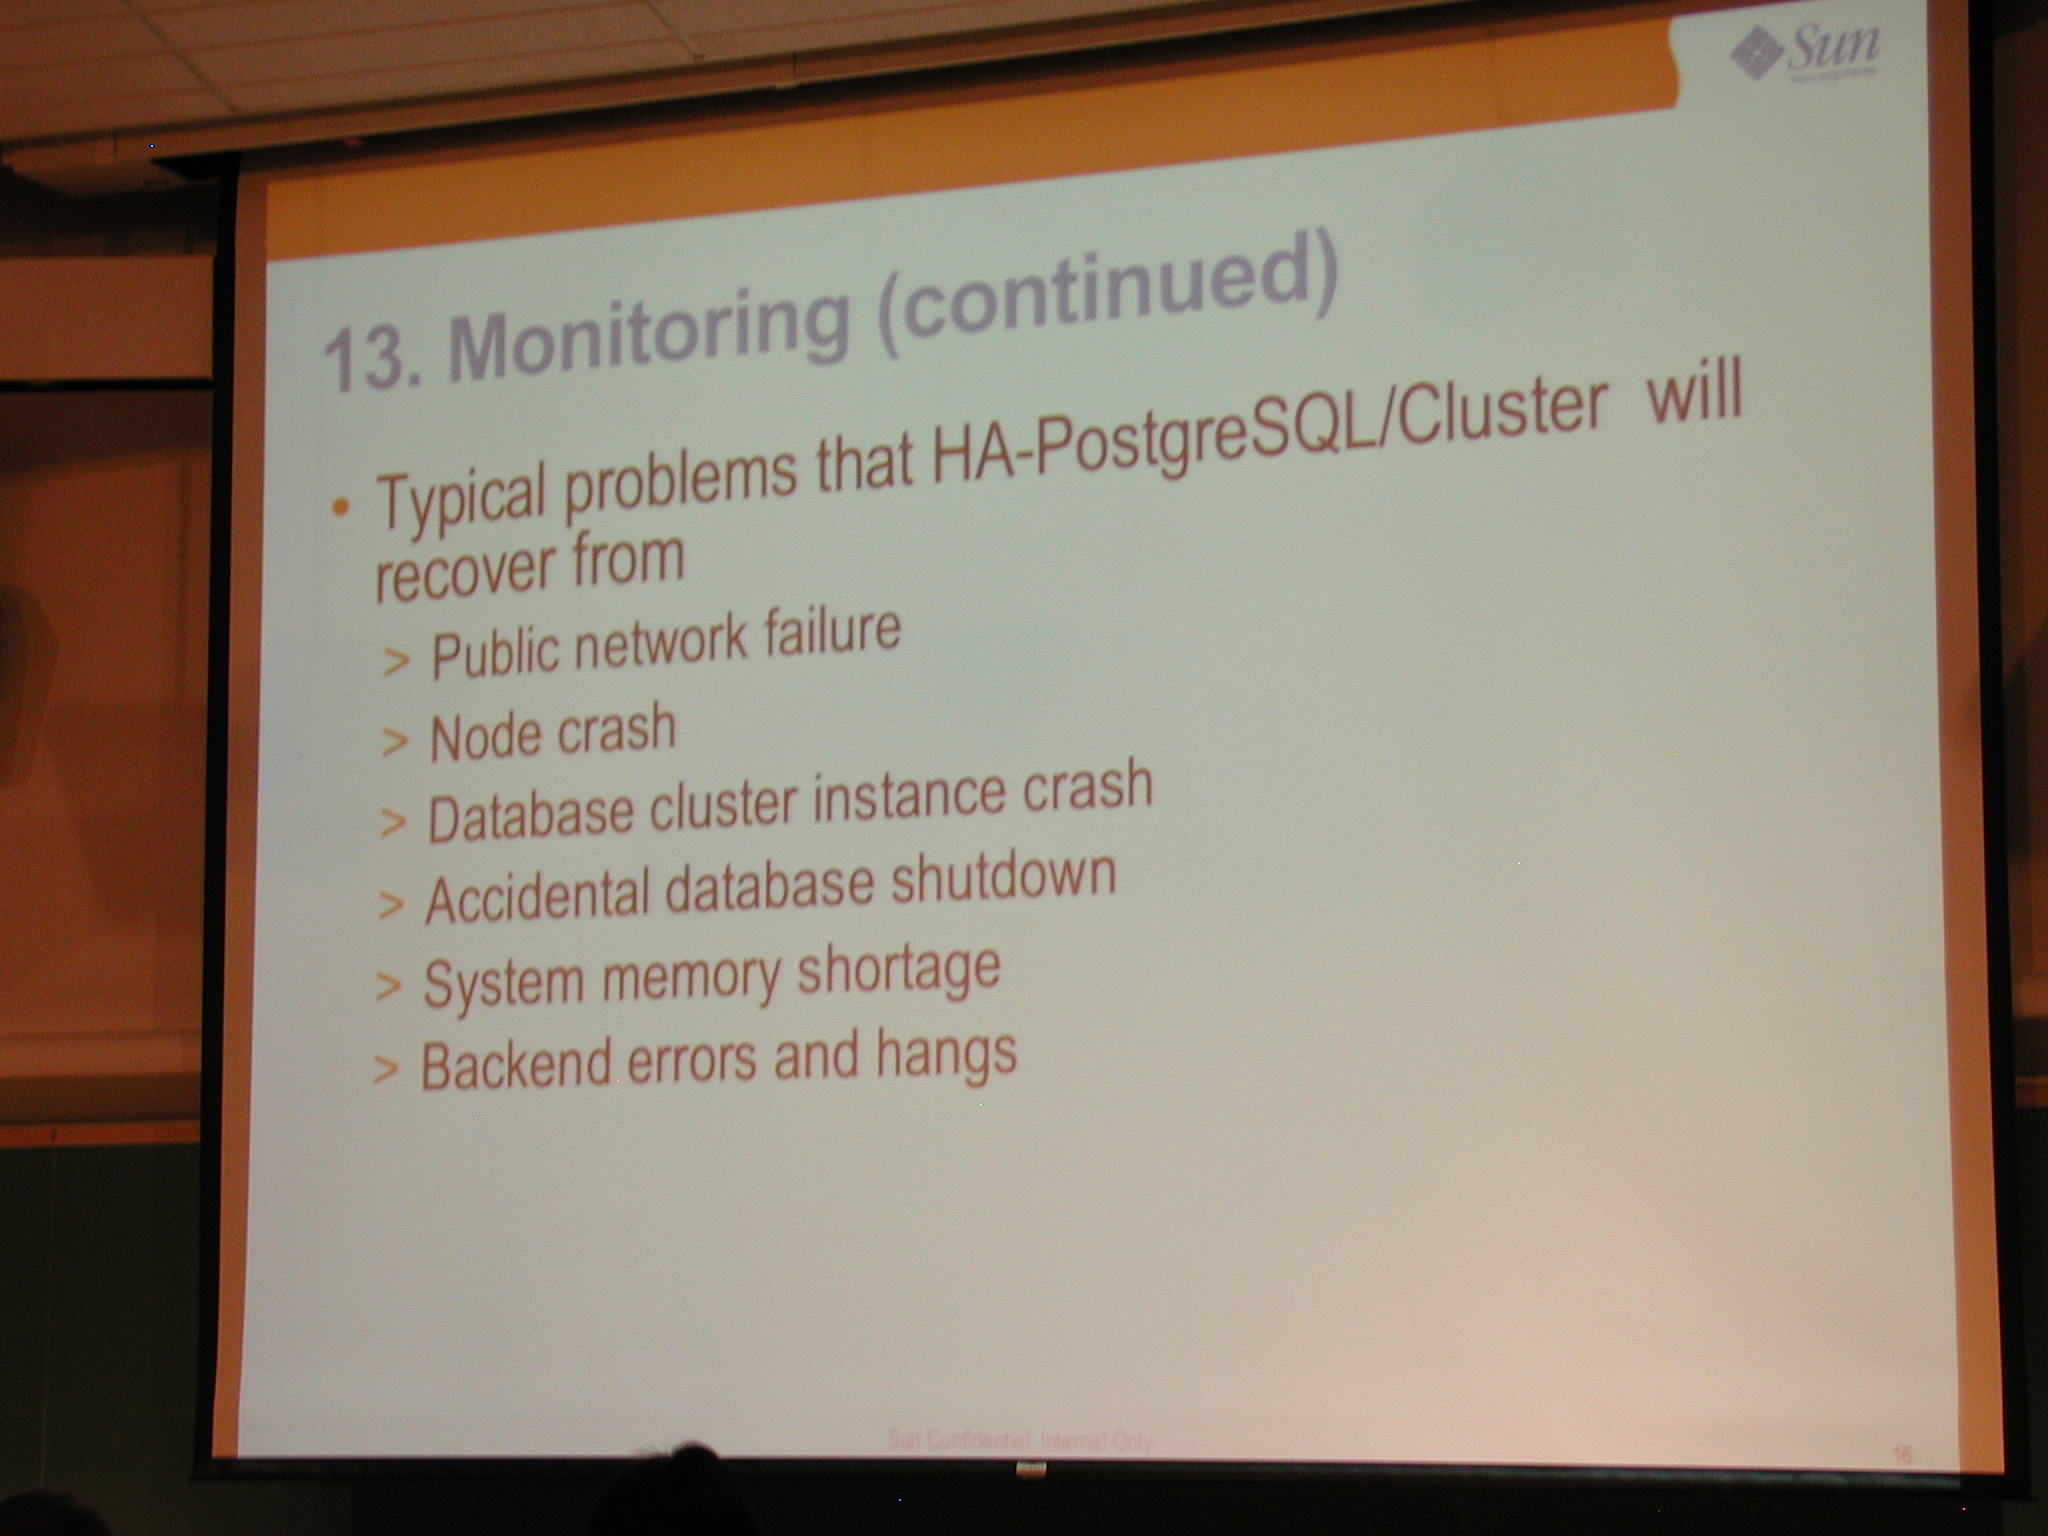 Sun
microsystems
13. Monitoring (continued)
• Typical problems that HA-PostgreSQL/Cluster will
recover from
> Public network failure
> Node crash
> Database cluster instance crash
> Accidental database shutdown
> System memory shortage
> Backend errors and hangs
Sun Confidential: Internal Only
16